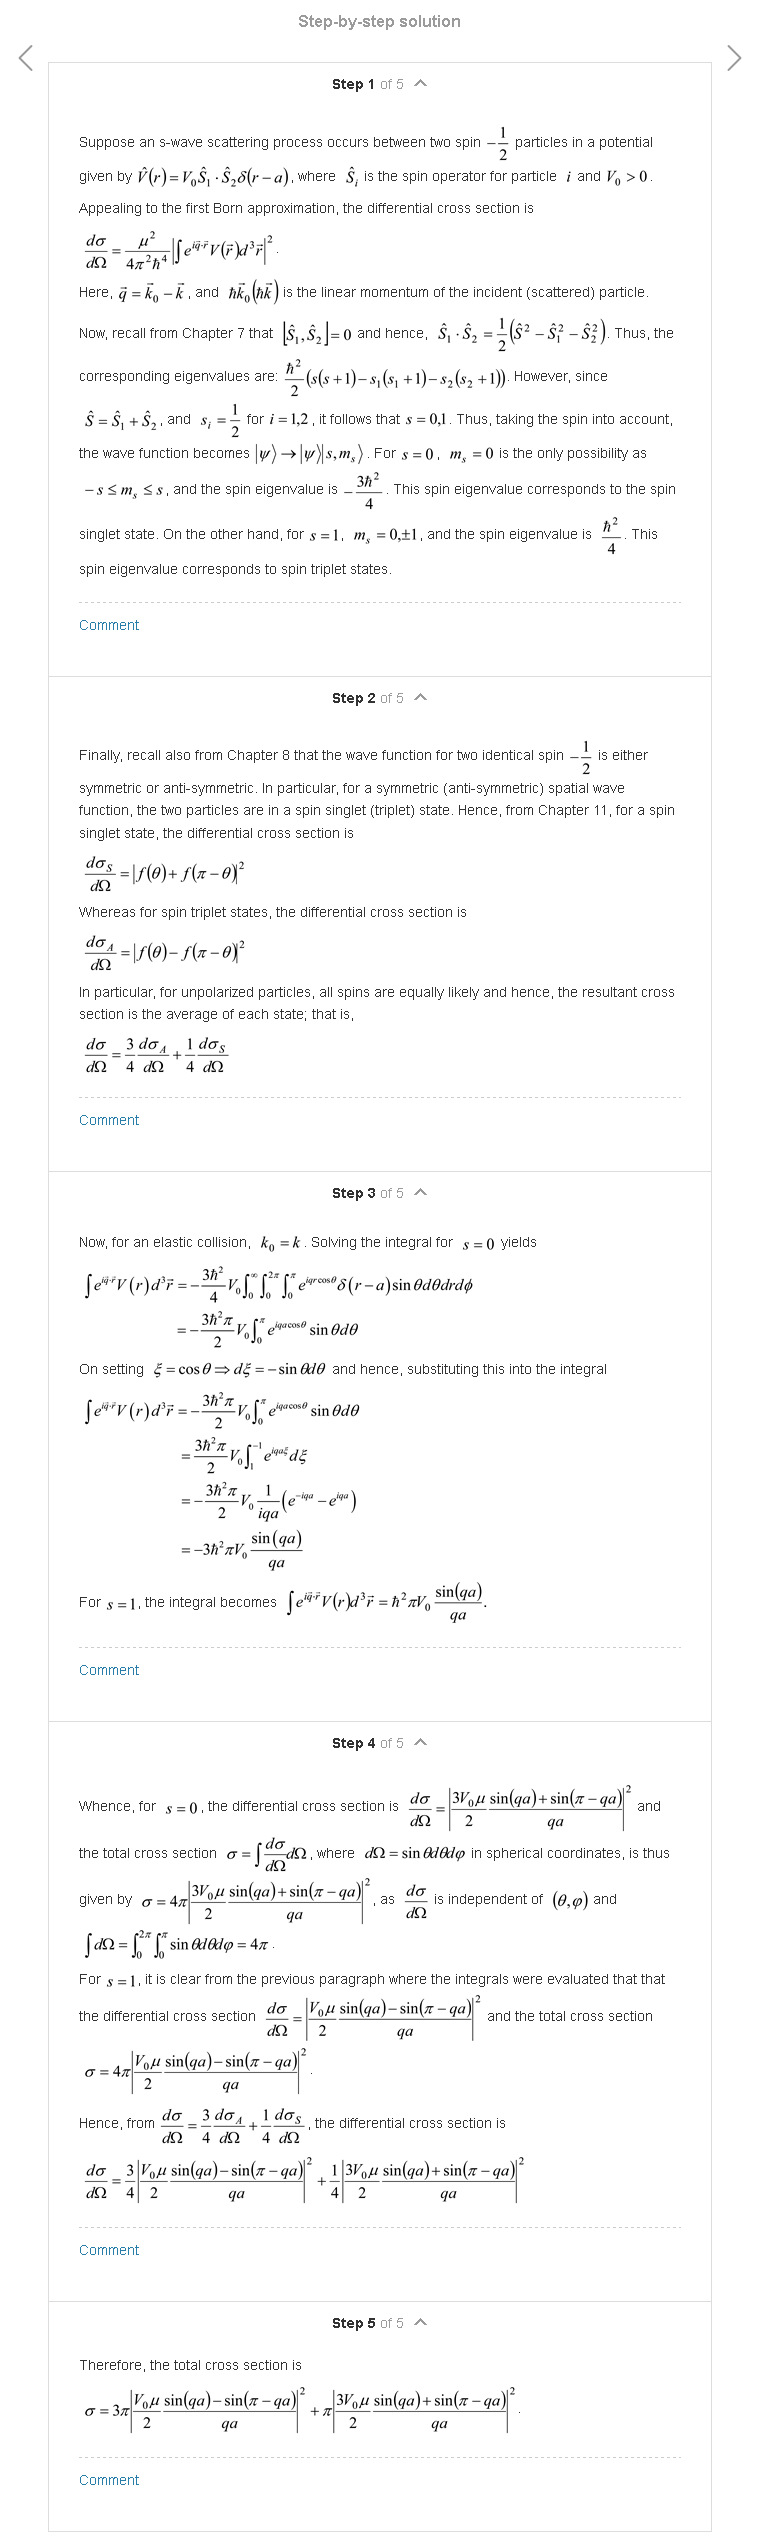 Step-by-step solution
Step 1 of 5
Suppose an s-wave scattering process occurs between two spin $-\frac{1}{2}$ particles in a potential
given by $\hat{V}(r)=V_0\hat{S}_1\cdot\hat{S}_2\delta(r-a)$, where $\hat{S}_i$ is the spin operator for particle $i$ and $V_0>0$.
Appealing to the first Born approximation, the differential cross section is
$\frac{d\sigma}{d\Omega}=\frac{\mu^2}{4\pi^2\hbar^4}\left|\int e^{i\vec{q}\cdot\vec{r}}V(\vec{r})d^3\vec{r}\right|^2$.
Here, $\vec{q}=\vec{k}_0-\vec{k}$, and $\hbar\vec{k}_0(\hbar\vec{k})$ is the linear momentum of the incident (scattered) particle.
Now, recall from Chapter 7 that $\lfloor\hat{S}_1,\hat{S}_2\rfloor=0$ and hence, $\hat{S}_1\cdot\hat{S}_2=\frac{1}{2}(\hat{S}^2-\hat{S}_1^2-\hat{S}_2^2)$. Thus, the
corresponding eigenvalues are: $\frac{\hbar^2}{2}(s(s+1)-s_1(s_1+1)-s_2(s_2+1))$. However, since
$\hat{S}=\hat{S}_1+\hat{S}_2$, and $s_i=\frac{1}{2}$ for $i=1,2$, it follows that $s=0,1$. Thus, taking the spin into account,
the wave function becomes $|\psi\rangle\rightarrow|\psi\rangle|s,m_s\rangle$. For $s=0$, $m_s=0$ is the only possibility as
$-s\le m_s\le s$, and the spin eigenvalue is $-\frac{3\hbar^2}{4}$. This spin eigenvalue corresponds to the spin
singlet state. On the other hand, for $s=1$, $m_s=0,\pm1$, and the spin eigenvalue is $\frac{\hbar^2}{4}$. This
spin eigenvalue corresponds to spin triplet states.
Comment
Step 2 of 5
Finally, recall also from Chapter 8 that the wave function for two identical spin $-\frac{1}{2}$ is either
symmetric or anti-symmetric. In particular, for a symmetric (anti-symmetric) spatial wave
function, the two particles are in a spin singlet (triplet) state. Hence, from Chapter 11, for a spin
singlet state, the differential cross section is
$\frac{d\sigma_S}{d\Omega}=|f(\theta)+f(\pi-\theta)|^2$
Whereas for spin triplet states, the differential cross section is
$\frac{d\sigma_A}{d\Omega}=|f(\theta)-f(\pi-\theta)|^2$
In particular, for unpolarized particles, all spins are equally likely and hence, the resultant cross
section is the average of each state; that is,
$\frac{d\sigma}{d\Omega}=\frac{3}{4}\frac{d\sigma_A}{d\Omega}+\frac{1}{4}\frac{d\sigma_S}{d\Omega}$
Comment
Step 3 of 5
Now, for an elastic collision, $k_0=k$. Solving the integral for $s=0$ yields
$\int e^{i\vec{q}\cdot\vec{r}}V(r)d^3\vec{r}=-\frac{3\hbar^2}{4}V_0\int_0^{\infty}\int_0^{2\pi}\int_0^{\pi}e^{iqr\cos\theta}\delta(r-a)\sin\theta d\theta drd\phi$
$=-\frac{3\hbar^2\pi}{2}V_0\int_0^{\pi}e^{iqa\cos\theta}\sin\theta d\theta$
On setting $\xi=\cos\theta\Rightarrow d\xi=-\sin\theta d\theta$ and hence, substituting this into the integral
$\int e^{i\vec{q}\cdot\vec{r}}V(r)d^3\vec{r}=-\frac{3\hbar^2\pi}{2}V_0\int_0^{\pi}e^{iqa\cos\theta}\sin\theta d\theta$
$=\frac{3\hbar^2\pi}{2}V_0\int_1^{-1}e^{iqa\xi}d\xi$
$=-\frac{3\hbar^2\pi}{2}V_0\frac{1}{iqa}(e^{-iqa}-e^{iqa})$
$=-3\hbar^2\pi V_0\frac{\sin(qa)}{qa}$
For $s=1$, the integral becomes $\int e^{i\vec{q}\cdot\vec{r}}V(r)d^3\vec{r}=\hbar^2\pi V_0\frac{\sin(qa)}{qa}$.
Comment
Step 4 of 5
Whence, for $s=0$, the differential cross section is $\frac{d\sigma}{d\Omega}=\left|\frac{3V_0\mu}{2}\frac{\sin(qa)+\sin(\pi-qa)}{qa}\right|^2$ and
the total cross section $\sigma=\int\frac{d\sigma}{d\Omega}d\Omega$, where $d\Omega=\sin\theta d\theta d\varphi$ in spherical coordinates, is thus
given by $\sigma=4\pi\left|\frac{3V_0\mu}{2}\frac{\sin(qa)+\sin(\pi-qa)}{qa}\right|^2$, as $\frac{d\sigma}{d\Omega}$ is independent of $(\theta,\varphi)$ and
$\int d\Omega=\int_0^{2\pi}\int_0^{\pi}\sin\theta d\theta d\varphi=4\pi$.
For $s=1$, it is clear from the previous paragraph where the integrals were evaluated that that
the differential cross section $\frac{d\sigma}{d\Omega}=\left|\frac{V_0\mu}{2}\frac{\sin(qa)-\sin(\pi-qa)}{qa}\right|^2$ and the total cross section
$\sigma=4\pi\left|\frac{V_0\mu}{2}\frac{\sin(qa)-\sin(\pi-qa)}{qa}\right|^2$.
Hence, from $\frac{d\sigma}{d\Omega}=\frac{3}{4}\frac{d\sigma_A}{d\Omega}+\frac{1}{4}\frac{d\sigma_S}{d\Omega}$, the differential cross section is
$\frac{d\sigma}{d\Omega}=\frac{3}{4}\left|\frac{V_0\mu}{2}\frac{\sin(qa)-\sin(\pi-qa)}{qa}\right|^2+\frac{1}{4}\left|\frac{3V_0\mu}{2}\frac{\sin(qa)+\sin(\pi-qa)}{qa}\right|^2$
Comment
Step 5 of 5
Therefore, the total cross section is
$\sigma=3\pi\left|\frac{V_0\mu}{2}\frac{\sin(qa)-\sin(\pi-qa)}{qa}\right|^2+\pi\left|\frac{3V_0\mu}{2}\frac{\sin(qa)+\sin(\pi-qa)}{qa}\right|^2$.
Comment